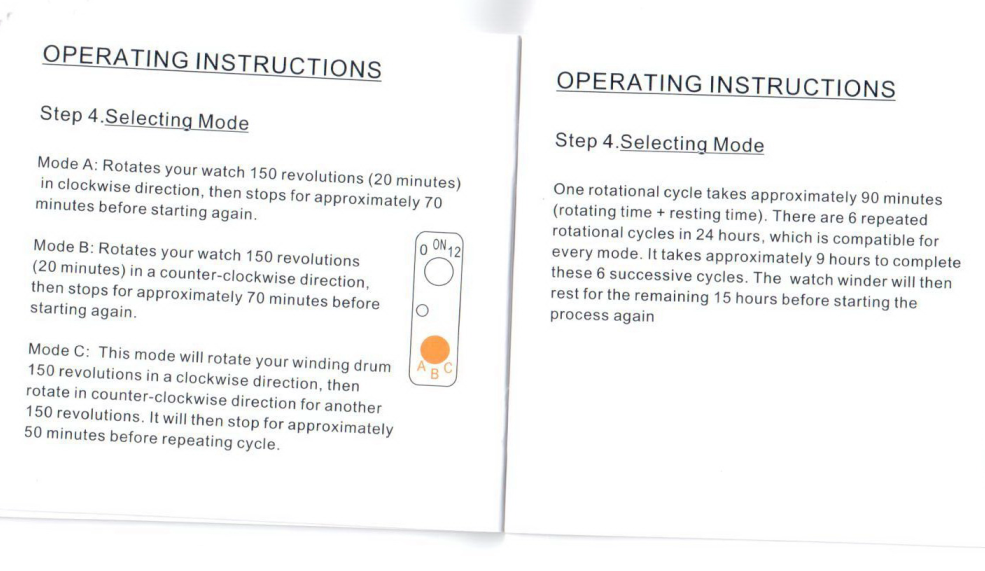 OPERATING INSTRUCTIONS
Step 4.Selecting Mode
Mode A: Rotates your watch 150 revolutions (20 minutes)
in clockwise direction, then stops for approximately 70
minutes before starting again.
Mode B: Rotates your watch 150 revolutions
(20 minutes) in a counter-clockwise direction,
then stops for approximately 70 minutes before
starting again.
Mode C: This mode will rotate your winding drum
150 revolutions in a clockwise direction, then
rotate in counter-clockwise direction for another
150 revolutions. It will then stop for approximately
50 minutes before repeating cycle.
0 ON 12
A B C
OPERATING INSTRUCTIONS
Step 4.Selecting Mode
One rotational cycle takes approximately 90 minutes
(rotating time + resting time). There are 6 repeated
rotational cycles in 24 hours, which is compatible for
every mode. It takes approximately 9 hours to complete
these 6 successive cycles. The watch winder will then
rest for the remaining 15 hours before starting the
process again